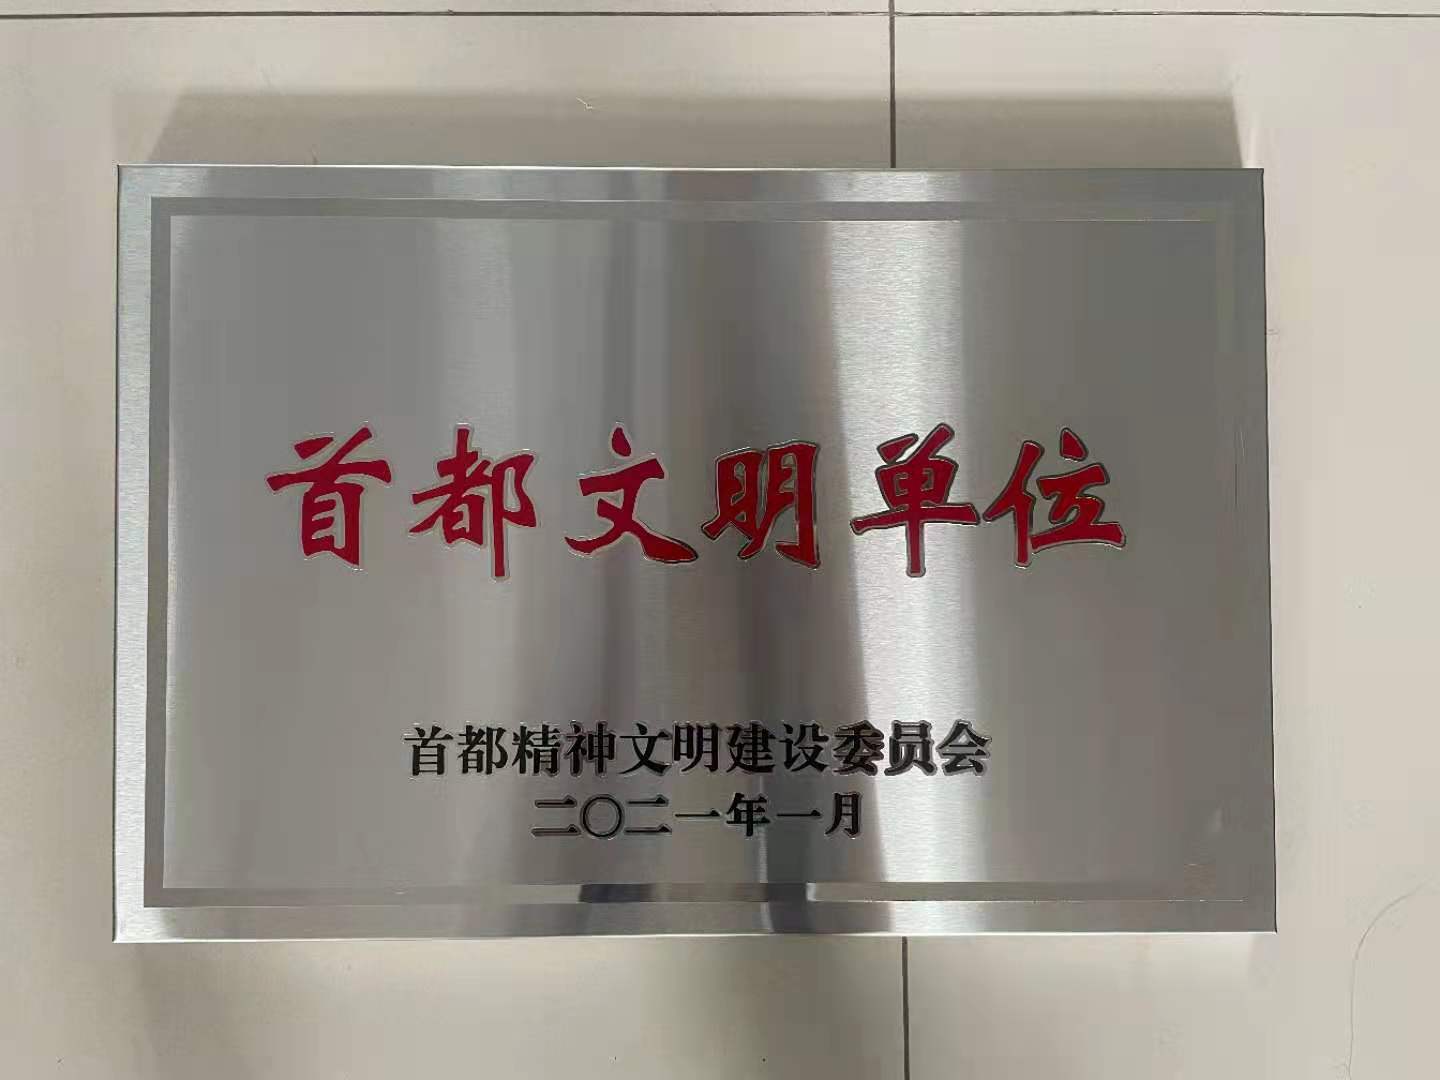 首都文明单位
首都精神文明建设委员会
二〇二一年一月